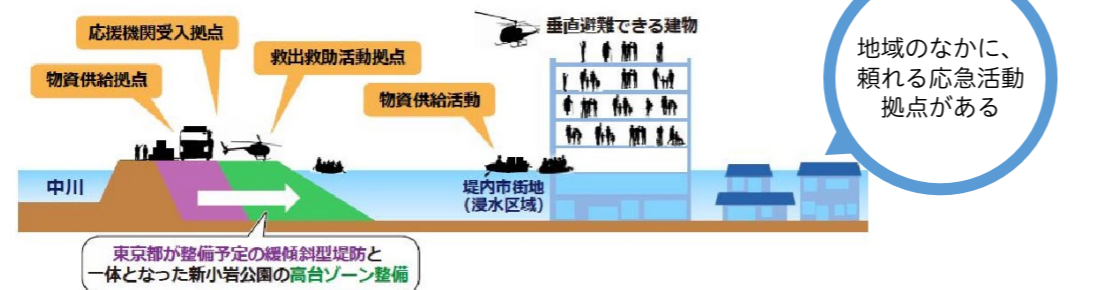 応援機関受入拠点
物資供給拠点
救出救助活動拠点
物資供給活動
垂直避難できる建物
地域のなかに、
頼れる応急活動
拠点がある
中川
堤内市街地
(浸水区域)
東京都が整備予定の緩傾斜型堤防と
一体となった新小岩公園の高台ゾーン整備